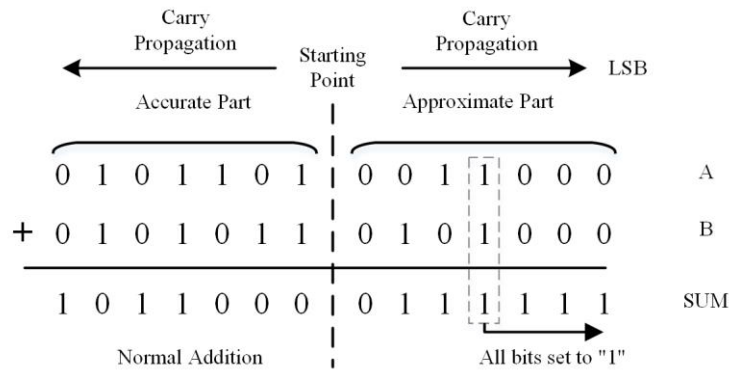 Carry
Propagation
Starting
Point
Carry
Propagation
LSB
Accurate Part
Approximate Part
0 1 0 1 1 0 1 0 0 1 1 0 0 0 A
+ 0 1 0 1 0 1 1 0 1 0 1 0 0 0 B
1 0 1 1 0 0 0 0 1 1 1 1 1 1 SUM
Normal Addition
All bits set to "1"